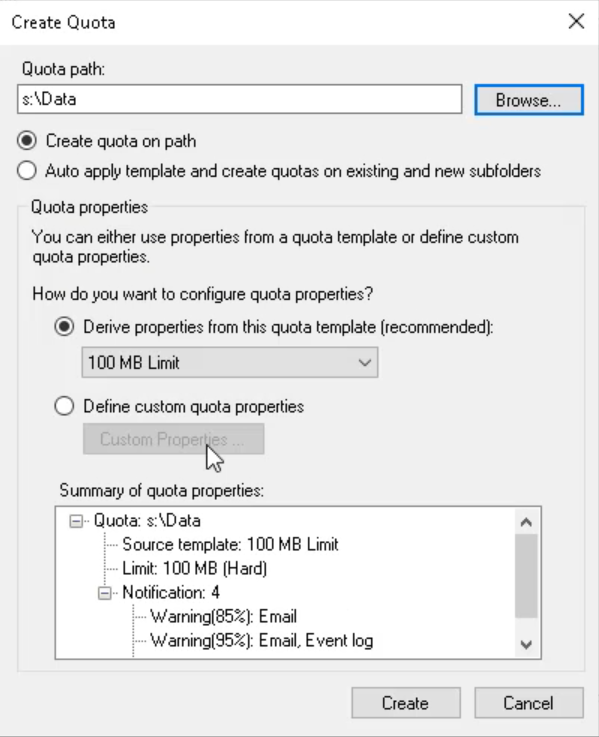 Create Quota
Quota path:
s:\Data
Browse...
Create quota on path
Auto apply template and create quotas on existing and new subfolders
Quota properties
You can either use properties from a quota template or define custom
quota properties.
How do you want to configure quota properties?
Derive properties from this quota template (recommended):
100 MB Limit
Define custom quota properties
Custom Properties ...
Summary of quota properties:
Quota: s:\Data
Source template: 100 MB Limit
Limit: 100 MB (Hard)
Notification: 4
Warning(85%): Email
Warning(95%): Email, Event log
Create
Cancel